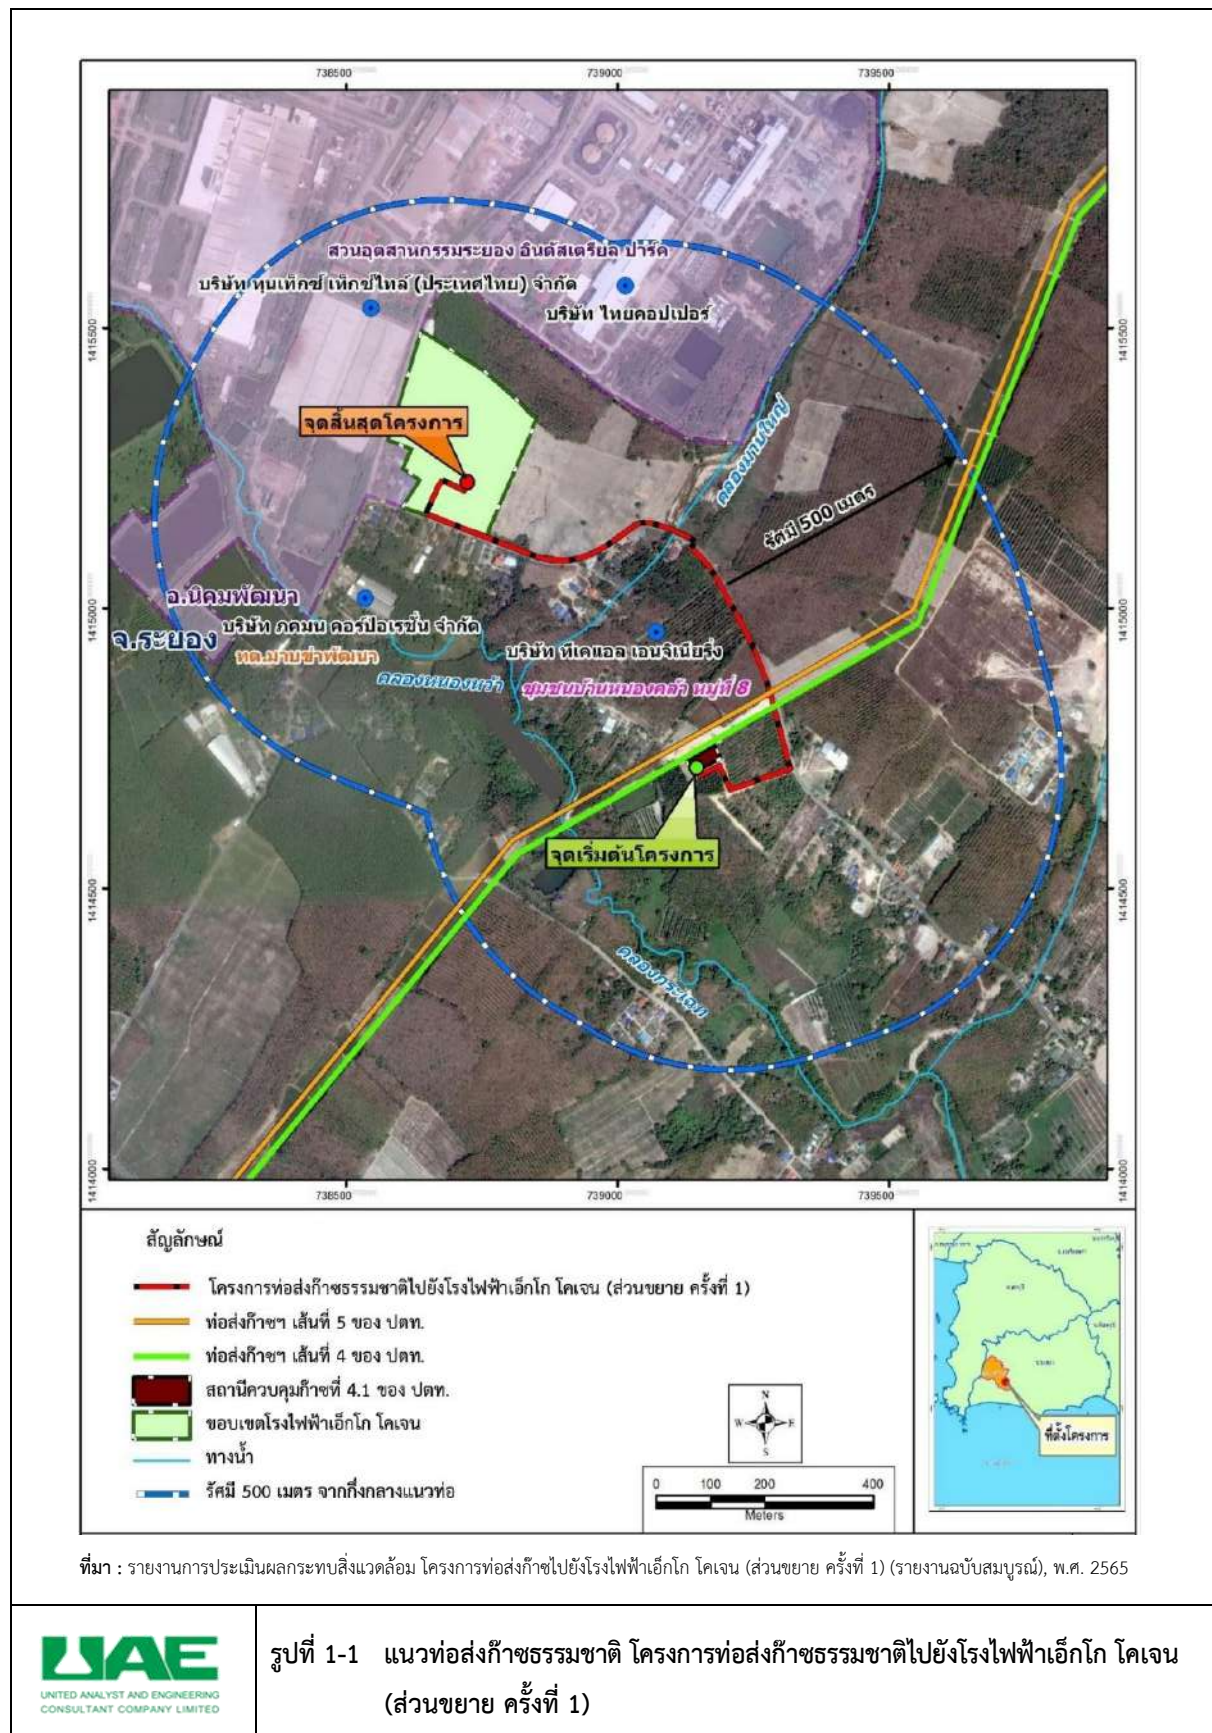 738500 739000 739500
สวนอุตสาหกรรมระยอง อินดัสเตรียล ปาร์ค
บริษัท ทุนเท็กซ์ เท็กซ์ไทล์ (ประเทศไทย) จำกัด
บริษัท ไทยคอปเปอร์
1415500 1415500
จุดสิ้นสุดโครงการ
คลองมาบใหญ่
รัศมี 500 เมตร
อ.นิคมพัฒนา
1415000 1415000
จ.ระยอง
บริษัท ภคมน คอร์ปอเรชั่น จำกัด
บริษัท ทีเคแอล เอนจิเนียริ่ง
ทต.มาบข่าพัฒนา
คลองหนองหว้า
ชุมชนบ้านหนองคล้า หมู่ที่ 8
จุดเริ่มต้นโครงการ
1414500 1414500
คลองกระเฉท
1414000 1414000
738500 739000 739500
สัญลักษณ์
โครงการท่อส่งก๊าซธรรมชาติไปยังโรงไฟฟ้าเอ็กโก โคเจน (ส่วนขยาย ครั้งที่ 1)
ท่อส่งก๊าซฯ เส้นที่ 5 ของ ปตท.
ท่อส่งก๊าซฯ เส้นที่ 4 ของ ปตท.
สถานีควบคุมก๊าซที่ 4.1 ของ ปตท.
ขอบเขตโรงไฟฟ้าเอ็กโก โคเจน
ทางน้ำ
รัศมี 500 เมตร จากกึ่งกลางแนวท่อ
N
W E
S
0 100 200 400
Meters
ที่ตั้งโครงการ
ที่มา : รายงานการประเมินผลกระทบสิ่งแวดล้อม โครงการท่อส่งก๊าซไปยังโรงไฟฟ้าเอ็กโก โคเจน (ส่วนขยาย ครั้งที่ 1) (รายงานฉบับสมบูรณ์), พ.ศ. 2565
UAE
UNITED ANALYST AND ENGINEERING
CONSULTANT COMPANY LIMITED
รูปที่ 1-1 แนวท่อส่งก๊าซธรรมชาติ โครงการท่อส่งก๊าซธรรมชาติไปยังโรงไฟฟ้าเอ็กโก โคเจน
(ส่วนขยาย ครั้งที่ 1)